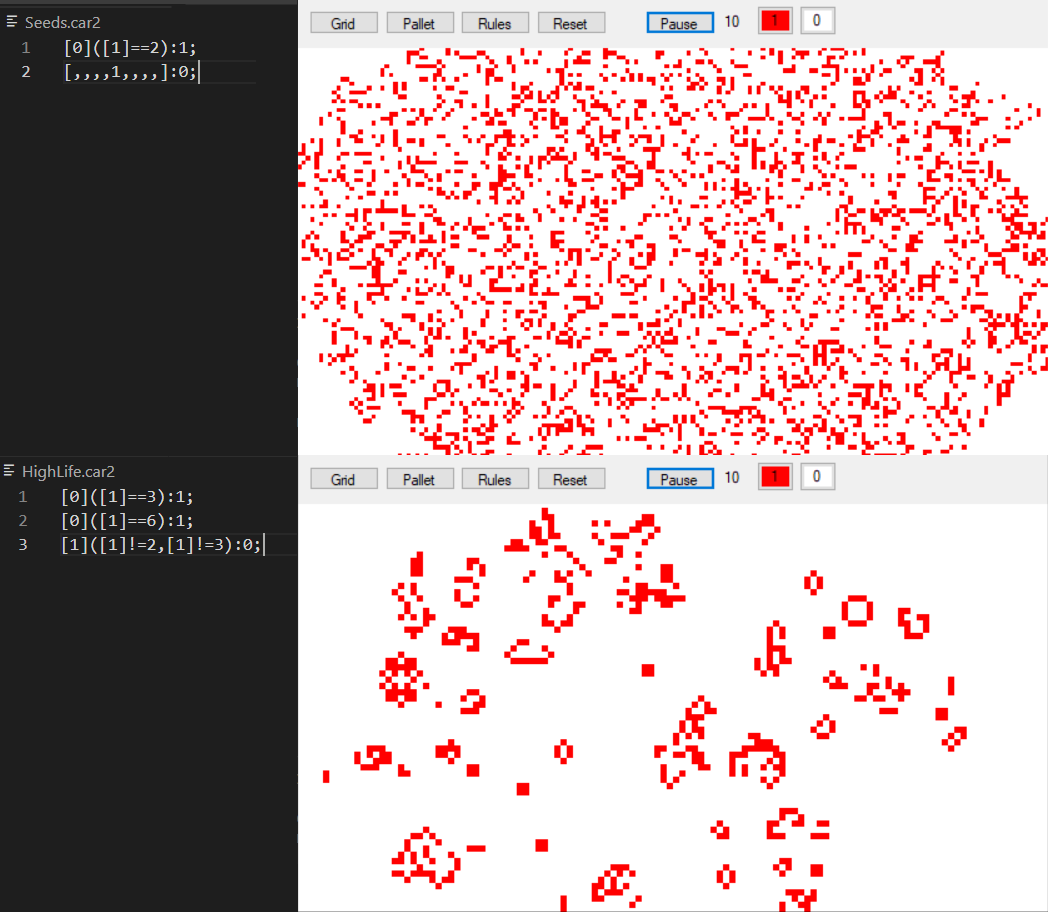 Seeds.car2
1 [0]([1]==2):1;
2 [,,,,1,,,,]:0;
Grid Pallet Rules Reset Pause 10 1 0
HighLife.car2
1 [0]([1]==3):1;
2 [0]([1]==6):1;
3 [1]([1]!=2,[1]!=3):0;
Grid Pallet Rules Reset Pause 10 1 0